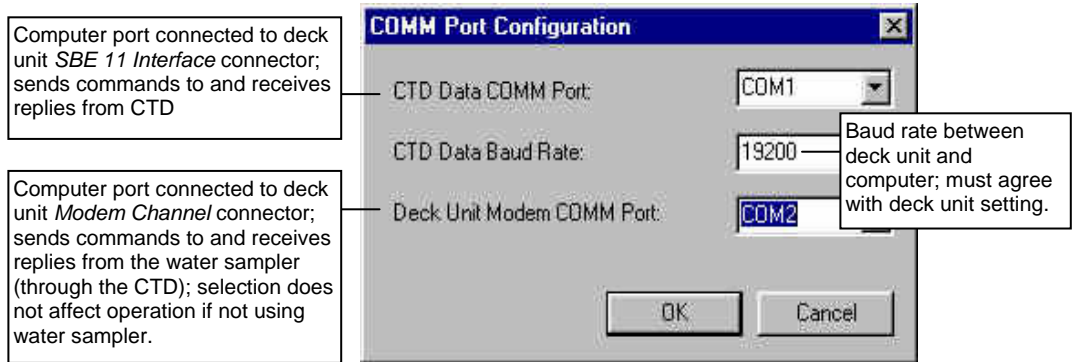 Computer port connected to deck
unit SBE 11 Interface connector;
sends commands to and receives
replies from CTD
Computer port connected to deck
unit Modem Channel connector;
sends commands to and receives
replies from the water sampler
(through the CTD); selection does
not affect operation if not using
water sampler.
COMM Port Configuration
CTD Data COMM Port:
COM1
CTD Data Baud Rate:
19200
Deck Unit Modem COMM Port:
COM2
Baud rate between
deck unit and
computer; must agree
with deck unit setting.
OK
Cancel